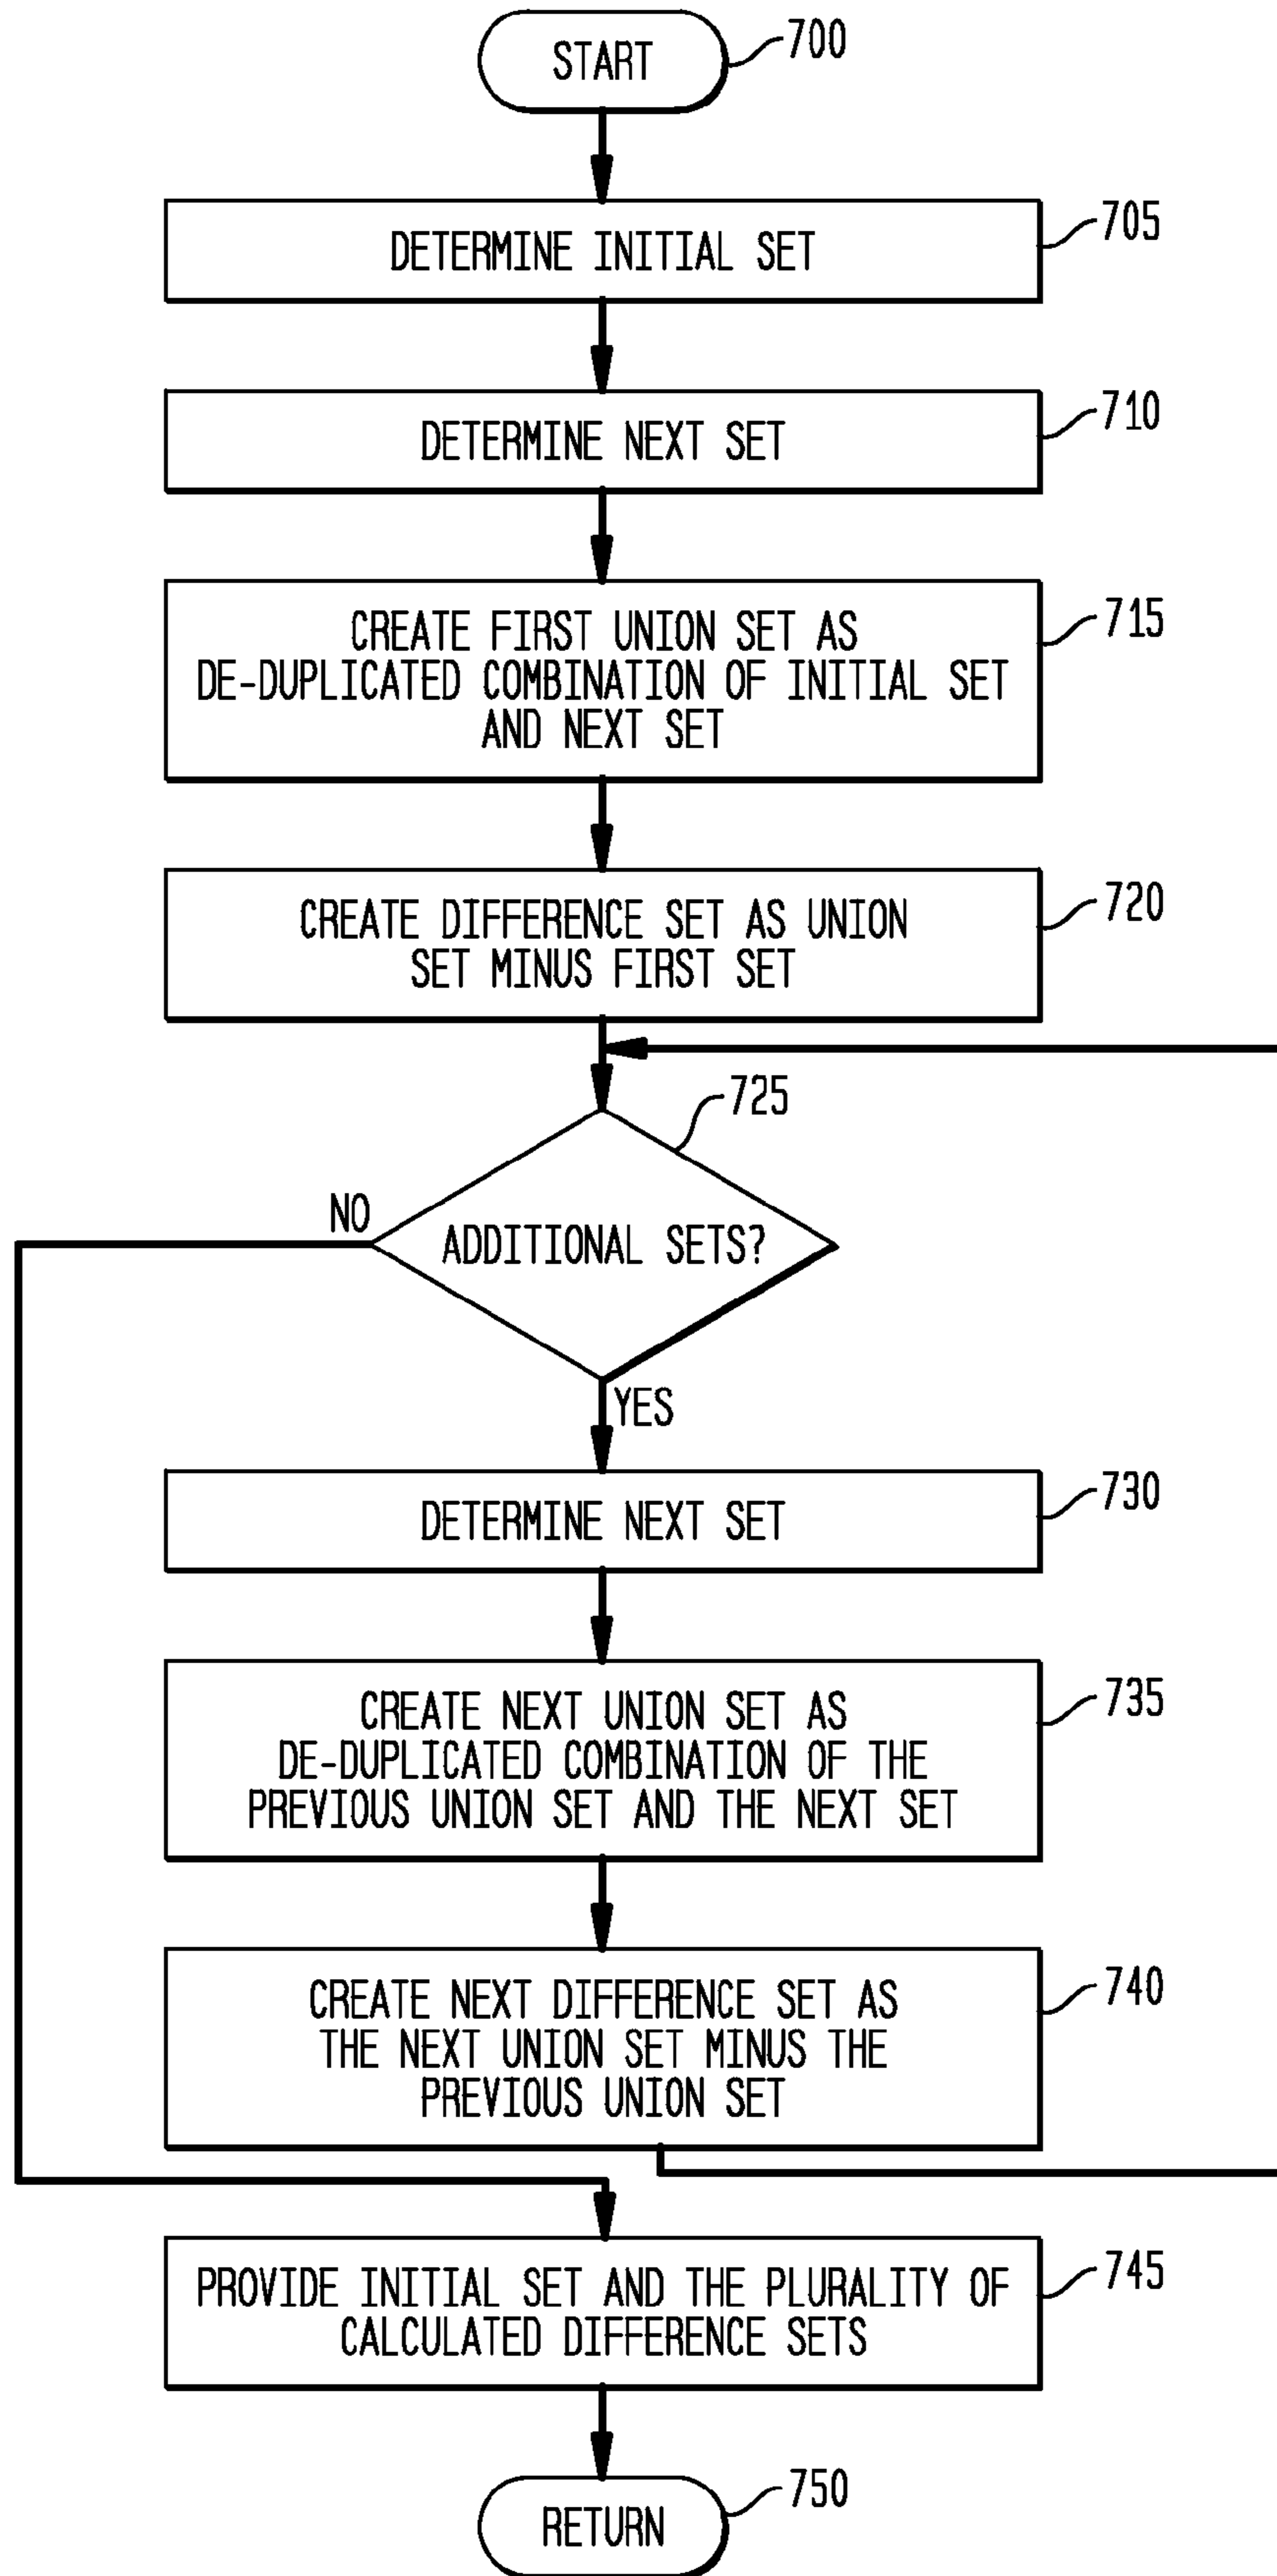 START
700
DETERMINE INITIAL SET
705
DETERMINE NEXT SET
710
CREATE FIRST UNION SET AS
DE-DUPLICATED COMBINATION OF INITIAL SET
AND NEXT SET
715
CREATE DIFFERENCE SET AS UNION
SET MINUS FIRST SET
720
725
NO
ADDITIONAL SETS?
YES
DETERMINE NEXT SET
730
CREATE NEXT UNION SET AS
DE-DUPLICATED COMBINATION OF THE
PREVIOUS UNION SET AND THE NEXT SET
735
CREATE NEXT DIFFERENCE SET AS
THE NEXT UNION SET MINUS THE
PREVIOUS UNION SET
740
PROVIDE INITIAL SET AND THE PLURALITY OF
CALCULATED DIFFERENCE SETS
745
RETURN
750